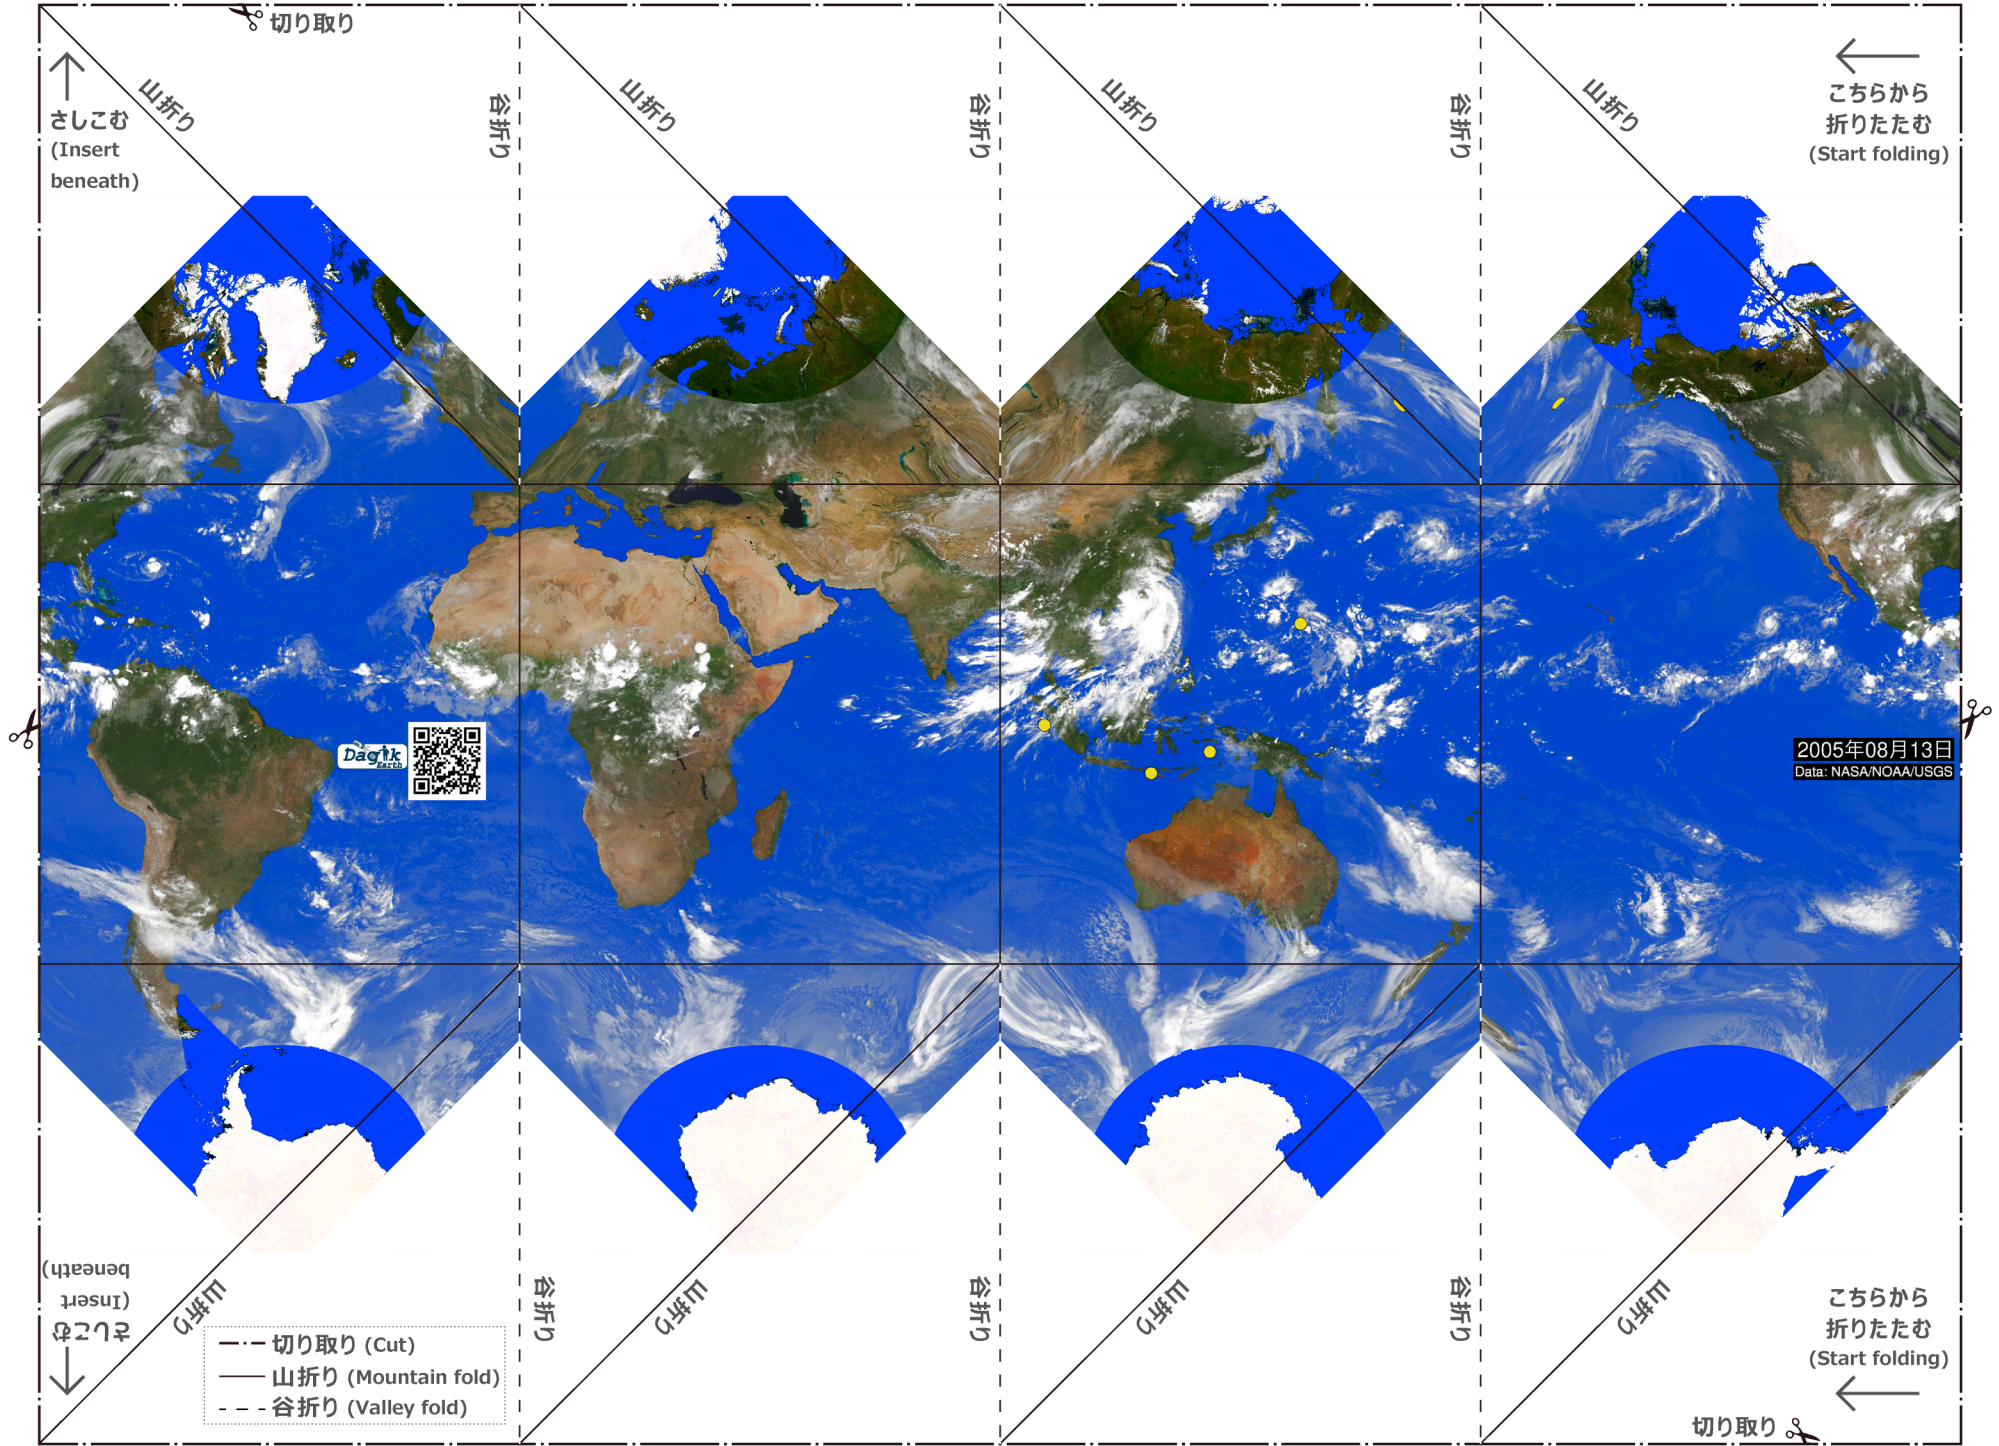 切り取り
山折り
山折り
山折り
山折り
谷折り
谷折り
谷折り
さしこむ
(Insert
beneath)
こちらから
折りたたむ
(Start folding)
Dagik
Earth
2005年08月13日
Data: NASA/NOAA/USGS
さしこむ
(Insert
beneath)
山折り
山折り
山折り
山折り
谷折り
谷折り
谷折り
こちらから
折りたたむ
(Start folding)
切り取り (Cut)
山折り (Mountain fold)
谷折り (Valley fold)
切り取り